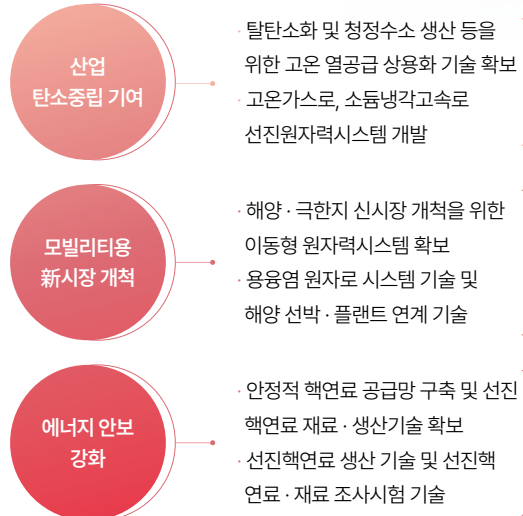 산업
탄소중립 기여
· 탈탄소화 및 청정수소 생산 등을
위한 고온 열공급 상용화 기술 확보
· 고온가스로, 소듐냉각고속로
선진원자력시스템 개발
모빌리티용
新시장 개척
· 해양 · 극한지 신시장 개척을 위한
이동형 원자력시스템 확보
· 용융염 원자로 시스템 기술 및
해양 선박 · 플랜트 연계 기술
에너지 안보
강화
· 안정적 핵연료 공급망 구축 및 선진
핵연료 재료 · 생산기술 확보
· 선진핵연료 생산 기술 및 선진핵
연료 · 재료 조사시험 기술